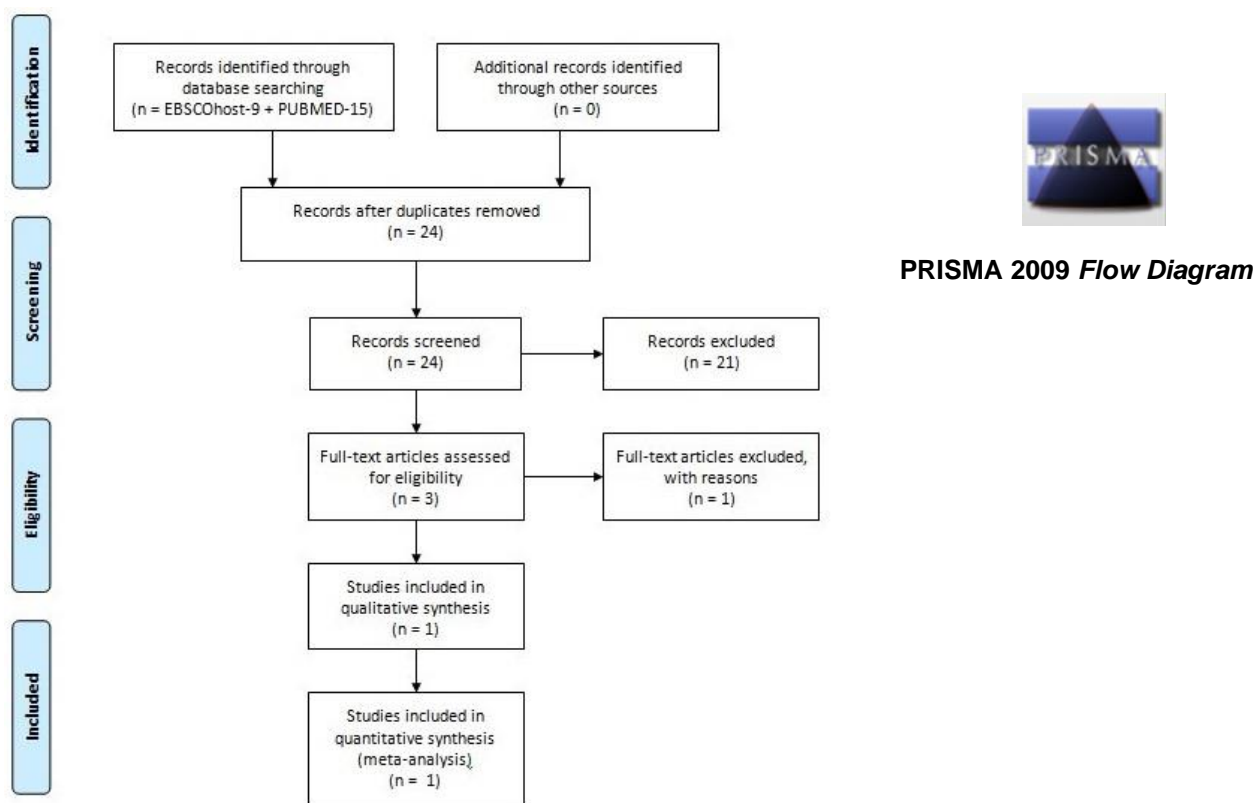 Identification
Records identified through
database searching
(n = EBSCOhost-9 + PUBMED-15)
Additional records identified
through other sources
(n = 0)
PRISMA
PRISMA 2009 Flow Diagram
Records after duplicates removed
(n = 24)
Screening
Records screened
(n = 24)
Records excluded
(n = 21)
Eligibility
Full-text articles assessed
for eligibility
(n = 3)
Full-text articles excluded,
with reasons
(n = 1)
Studies included in
qualitative synthesis
(n = 1)
Included
Studies included in
quantitative synthesis
(meta-analysis)
(n = 1)